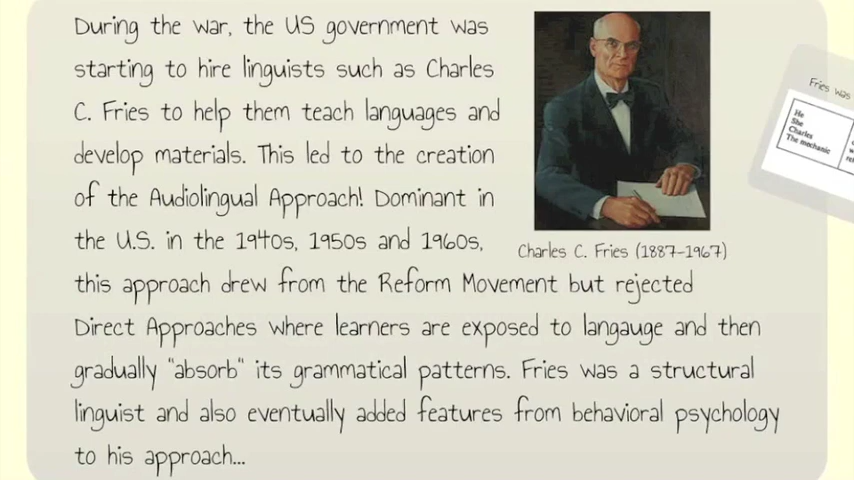 During the war, the US government was
starting to hire linguists such as Charles
C. Fries to help them teach languages and
develop materials. This led to the creation
of the Audiolingual Approach! Dominant in
the U.S. in the 1940s, 1950s and 1960s,
this approach drew from the Reform Movement but rejected
Direct Approaches where learners are exposed to langauge and then
gradually "absorb" its grammatical patterns. Fries was a structural
linguist and also eventually added features from behavioral psychology
to his approach...
Charles C. Fries (1887-1967)
Fries was
He
She
Charles
The mechanic